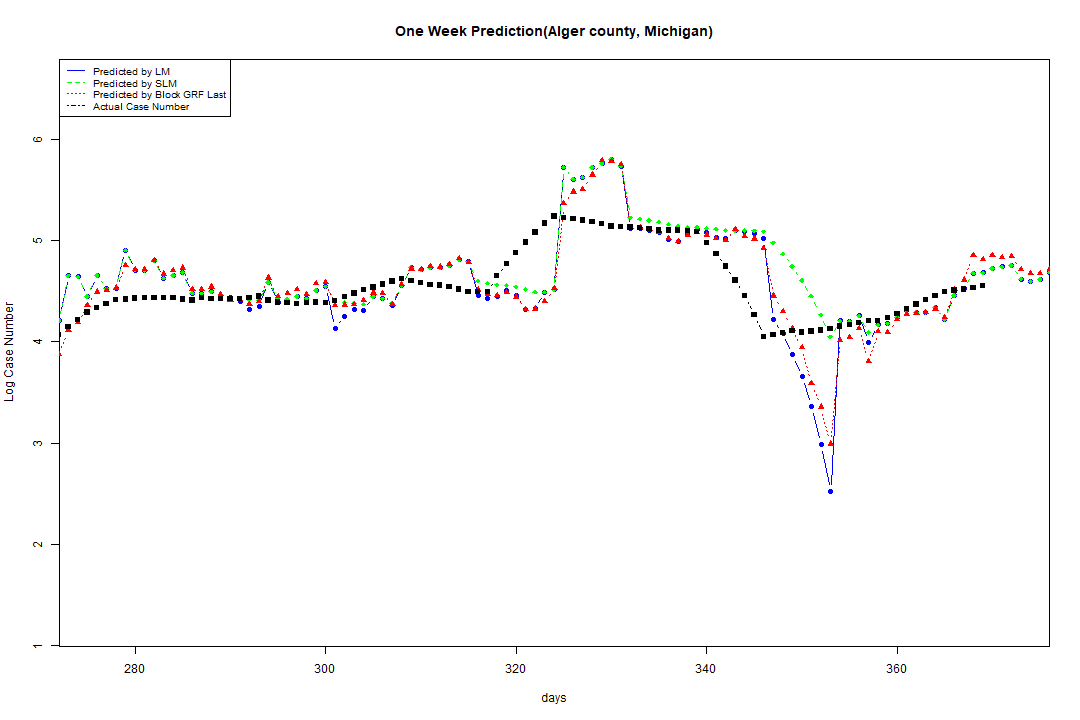 One Week Prediction(Alger county, Michigan)
Predicted by LM
Predicted by SLM
Predicted by Block GRF Last
Actual Case Number
6
5
4
3
2
1
Log Case Number
280 300 320 340 360
days